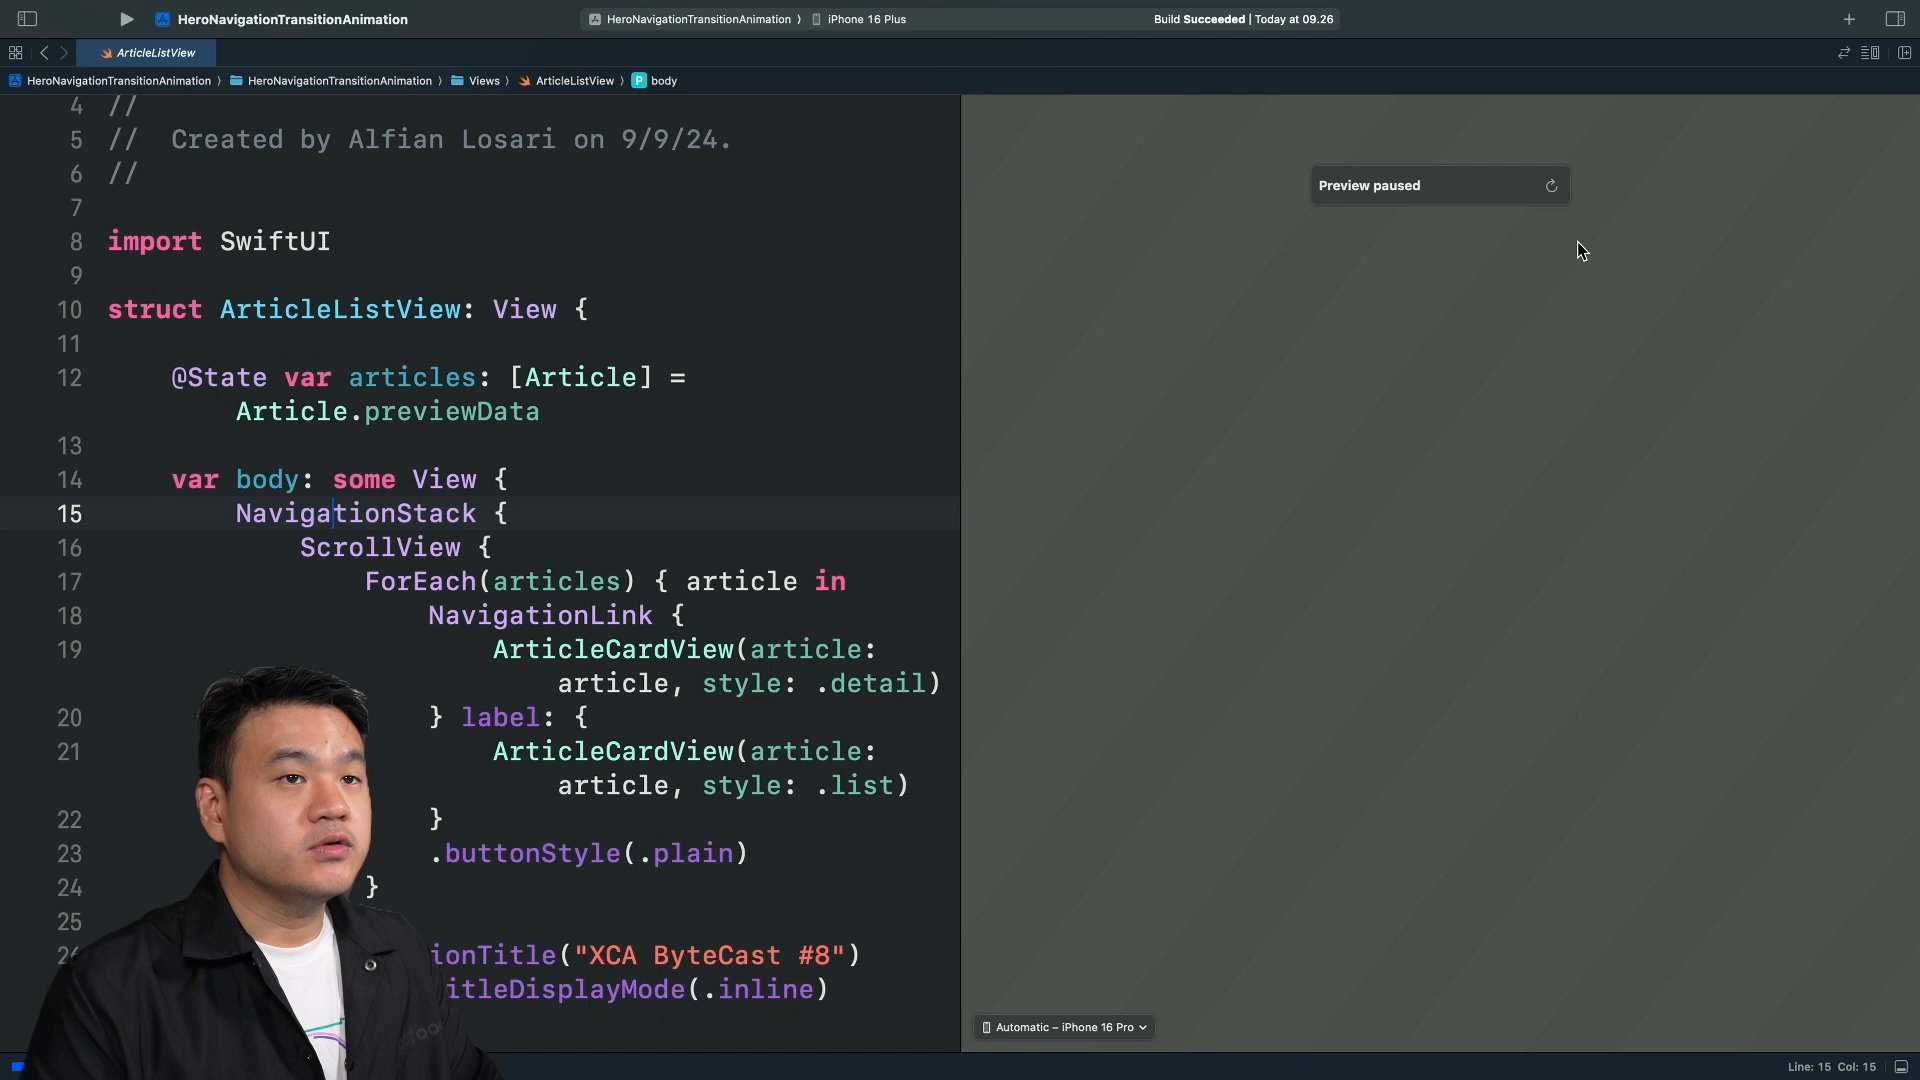 HeroNavigationTransitionAnimation
HeroNavigationTransitionAnimation 〉 iPhone 16 Plus
Build Succeeded | Today at 09.26
ArticleListView
HeroNavigationTransitionAnimation 〉 HeroNavigationTransitionAnimation 〉 Views 〉 ArticleListView 〉 P body
4 //
5 //  Created by Alfian Losari on 9/9/24.
6 //
7
8 import SwiftUI
9
10 struct ArticleListView: View {
11
12 @State var articles: [Article] =
Article.previewData
13
14 var body: some View {
15 NavigationStack {
16 ScrollView {
17 ForEach(articles) { article in
18 NavigationLink {
19 ArticleCardView(article:
article, style: .detail)
20 } label: {
21 ArticleCardView(article:
article, style: .list)
22 }
23 .buttonStyle(.plain)
24 }
25
ionTitle("XCA ByteCast #8")
itleDisplayMode(.inline)
Preview paused
Automatic – iPhone 16 Pro
Line: 15 Col: 15